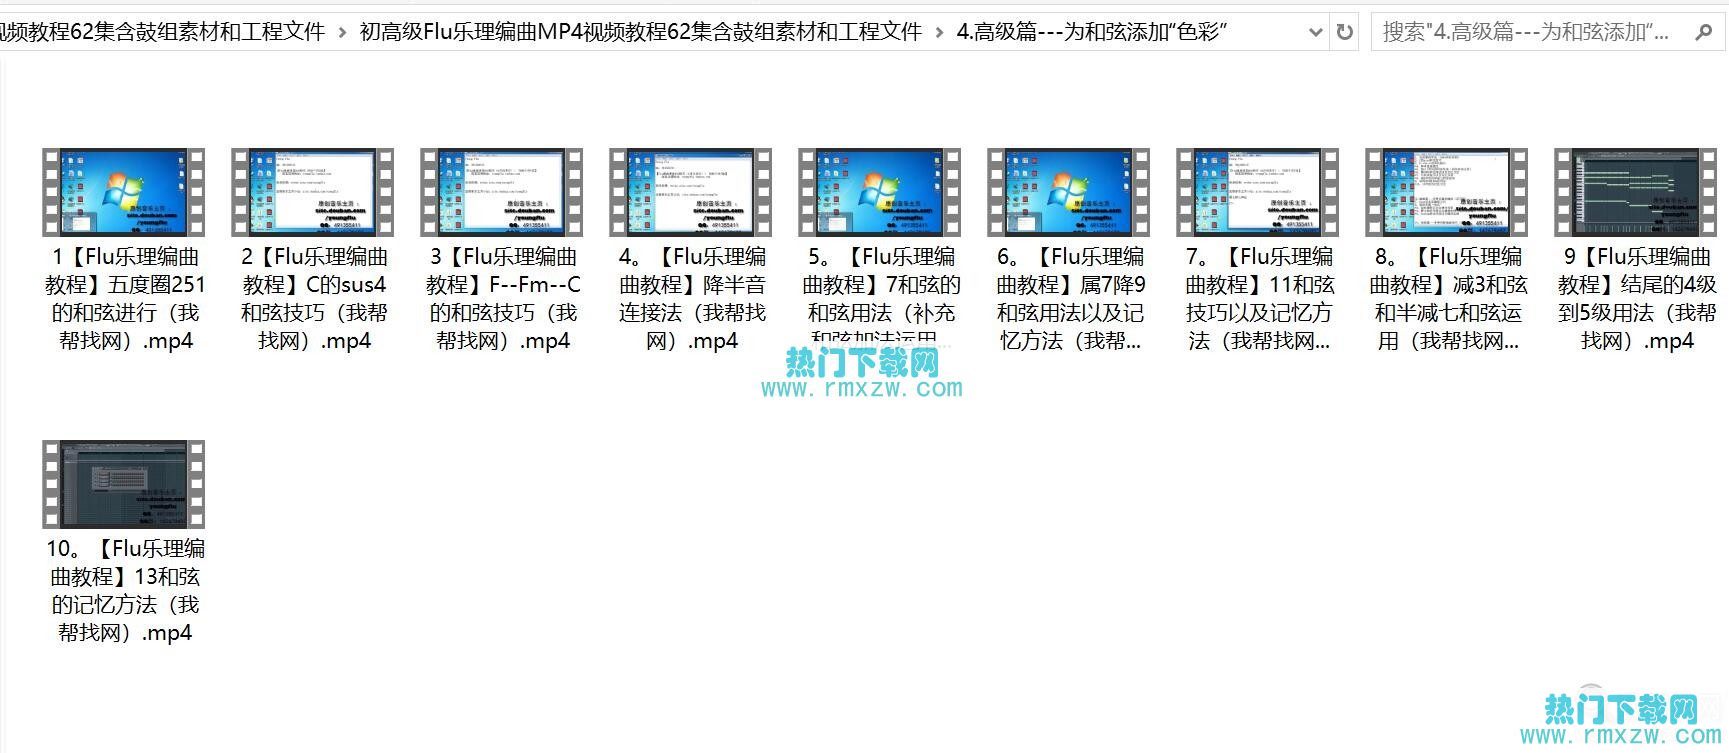 视频教程62集含鼓组素材和工程文件 › 初高级Flu乐理编曲MP4视频教程62集含鼓组素材和工程文件 › 4.高级篇---为和弦添加“色彩”
搜索"4.高级篇---为和弦添加“...
1【Flu乐理编曲
教程】五度圈251
的和弦进行（我
帮找网）.mp4
2【Flu乐理编曲
教程】C的sus4
和弦技巧（我帮
找网）.mp4
3【Flu乐理编曲
教程】F--Fm--C
的和弦技巧（我
帮找网）.mp4
4。【Flu乐理编
曲教程】降半音
连接法（我帮找
网）.mp4
5。【Flu乐理编
曲教程】7和弦的
和弦用法（补充
和弦加法运用...
6。【Flu乐理编
曲教程】属7降9
和弦用法以及记
忆方法（我帮...
7。【Flu乐理编
曲教程】11和弦
技巧以及记忆方
法（我帮找网...
8。【Flu乐理编
曲教程】减3和弦
和半减七和弦运
用（我帮找网...
9【Flu乐理编曲
教程】结尾的4级
到5级用法（我帮
找网）.mp4
热门下载网
www.rmxzw.com
10。【Flu乐理编
曲教程】13和弦
的记忆方法（我
帮找网）.mp4
热门下载网
www.rmxzw.com